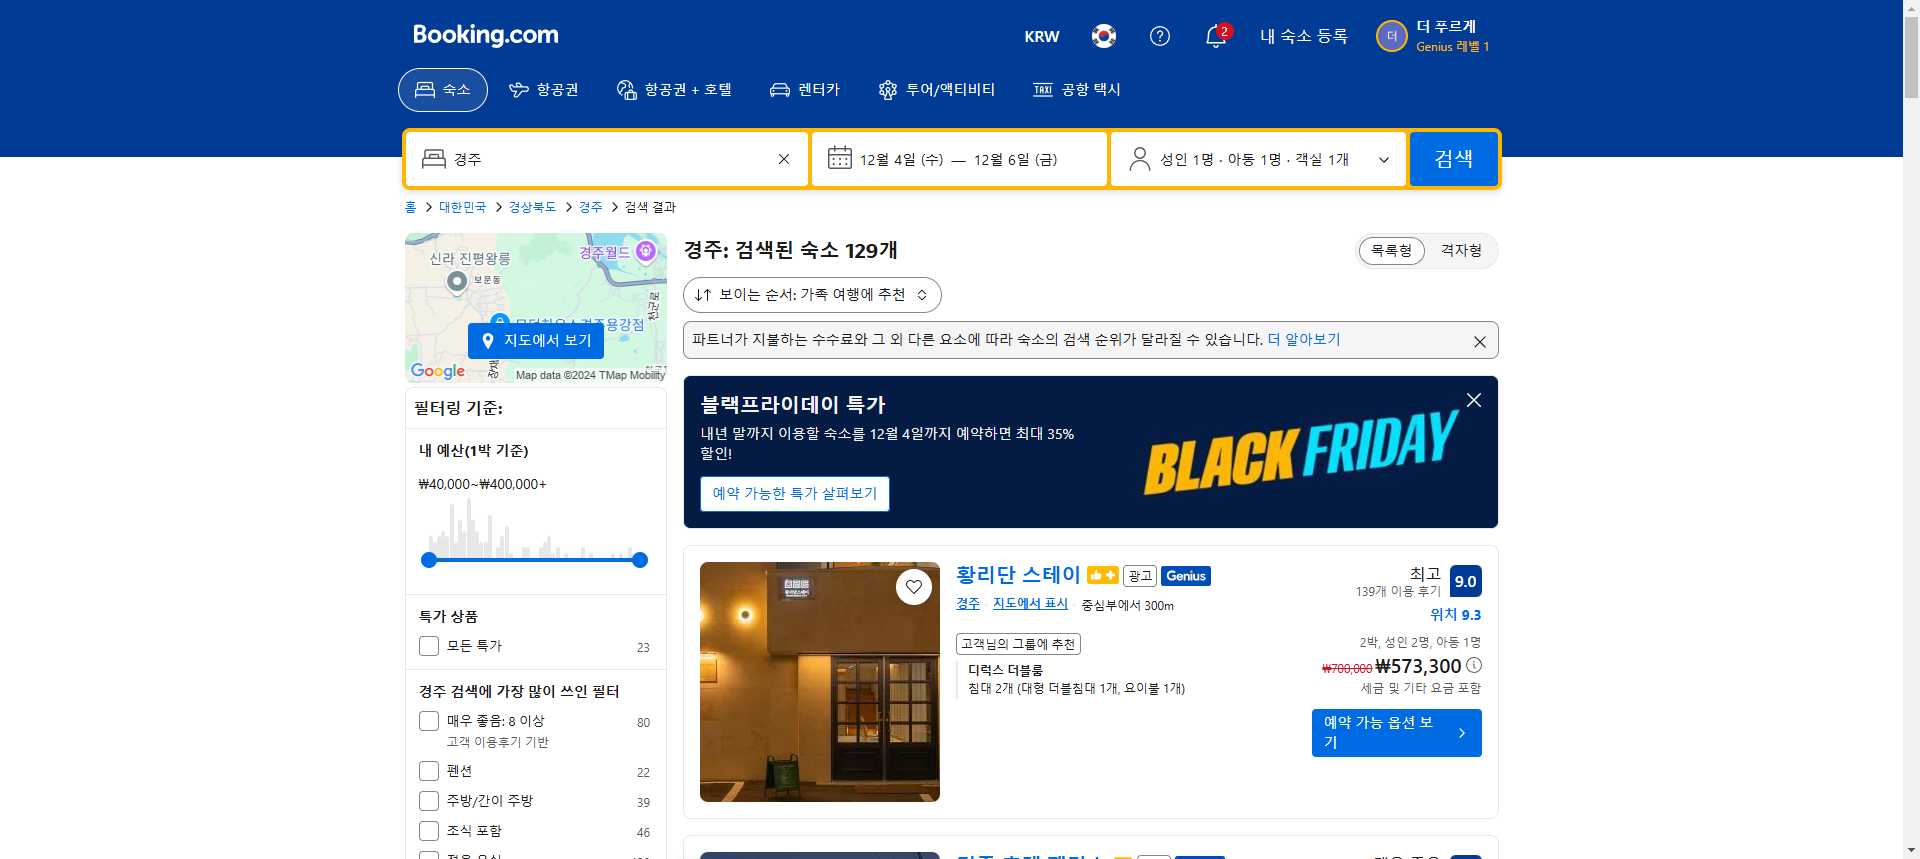 Booking.com
KRW
2
내 숙소 등록
더
더 푸르게
Genius 레벨 1
숙소
항공권
항공권 + 호텔
렌터카
투어/액티비티
TAXI 공항 택시
경주
12월 4일 (수) — 12월 6일 (금)
성인 1명 · 아동 1명 · 객실 1개
검색
홈 > 대한민국 > 경상북도 > 경주 > 검색 결과
경주월드
신라 진평왕릉
보문동
천군로
지도에서 보기
Google
Map data ©2024 TMap Mobility
필터링 기준:
내 예산(1박 기준)
₩40,000~₩400,000+
특가 상품
모든 특가 23
경주 검색에 가장 많이 쓰인 필터
매우 좋음: 8 이상 80
고객 이용후기 기반
펜션 22
주방/간이 주방 39
조식 포함 46
경주: 검색된 숙소 129개
목록형
격자형
보이는 순서: 가족 여행에 추천
파트너가 지불하는 수수료와 그 외 다른 요소에 따라 숙소의 검색 순위가 달라질 수 있습니다. 더 알아보기
블랙프라이데이 특가
내년 말까지 이용할 숙소를 12월 4일까지 예약하면 최대 35%
할인!
예약 가능한 특가 살펴보기
BLACK FRIDAY
황리단 스테이
광고
Genius
경주
지도에서 표시
중심부에서 300m
고객님의 그룹에 추천
디럭스 더블룸
침대 2개 (대형 더블침대 1개, 요이불 1개)
최고
139개 이용 후기
9.0
위치 9.3
2박, 성인 2명, 아동 1명
₩700,000 ₩573,300
세금 및 기타 요금 포함
예약 가능 옵션 보
기